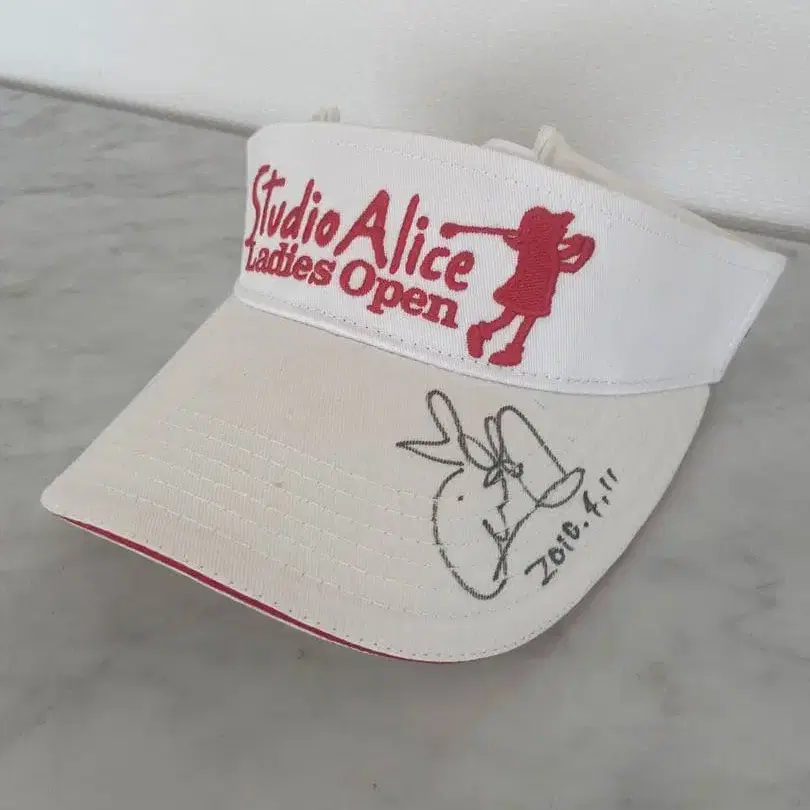 Studio Alice
Ladies Open
2010.4.11